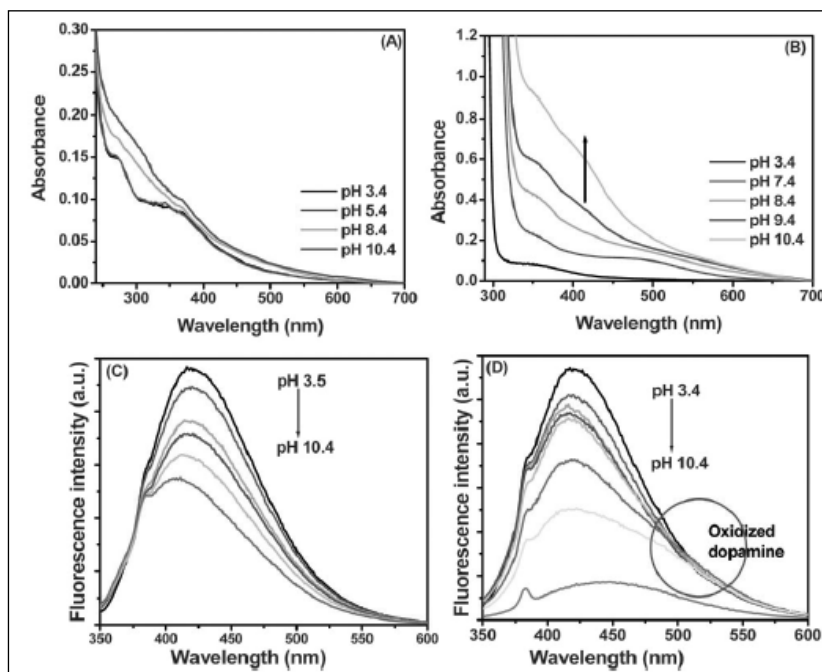 (A)
0.30
0.25
0.20
0.15
0.10
0.05
0.00
Absorbance
pH 3.4
pH 5.4
pH 8.4
pH 10.4
300 400 500 600 700
Wavelength (nm)
(B)
1.2
1.0
0.8
0.6
0.4
0.2
0.0
Absorbance
pH 3.4
pH 7.4
pH 8.4
pH 9.4
pH 10.4
300 400 500 600 700
Wavelength (nm)
(C)
Fluorescence intensity (a.u.)
pH 3.5
pH 10.4
350 400 450 500 550 600
Wavelength (nm)
(D)
Fluorescence intensity (a.u.)
pH 3.4
pH 10.4
Oxidized
dopamine
350 400 450 500 550 600
Wavelength (nm)